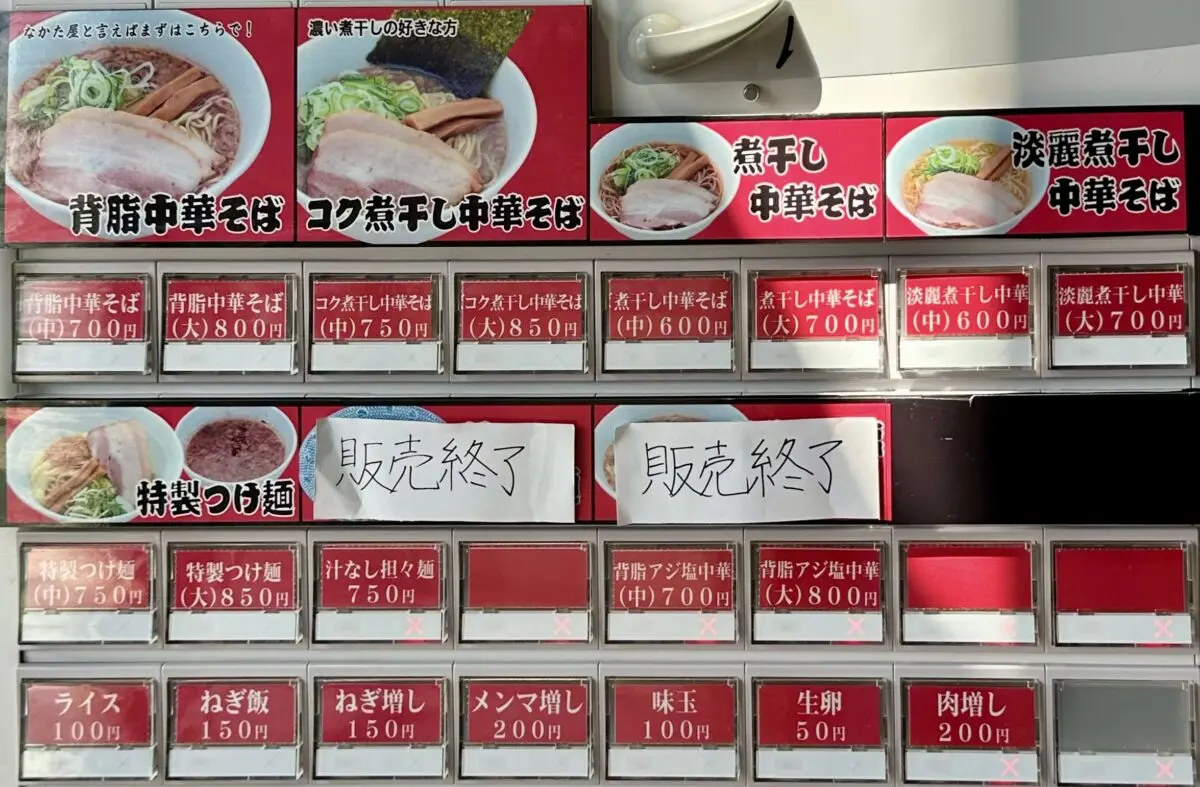 なかた屋と言えばまずはこちらで！
背脂中華そば
濃い煮干しの好きな方
コク煮干し中華そば
煮干し
中華そば
淡麗煮干し
中華そば
背脂中華そば
(中)700円
背脂中華そば
(大)800円
コク煮干し中華そば
(中)750円
コク煮干し中華そば
(大)850円
煮干し中華そば
(中)600円
煮干し中華そば
(大)700円
淡麗煮干し中華
(中)600円
淡麗煮干し中華
(大)700円
特製つけ麺
販売終了
販売終了
特製つけ麺
(中)750円
特製つけ麺
(大)850円
汁なし担々麺
750円
背脂アジ塩中華
(中)700円
背脂アジ塩中華
(大)800円
ライス
100円
ねぎ飯
150円
ねぎ増し
150円
メンマ増し
200円
味玉
100円
生卵
50円
肉増し
200円